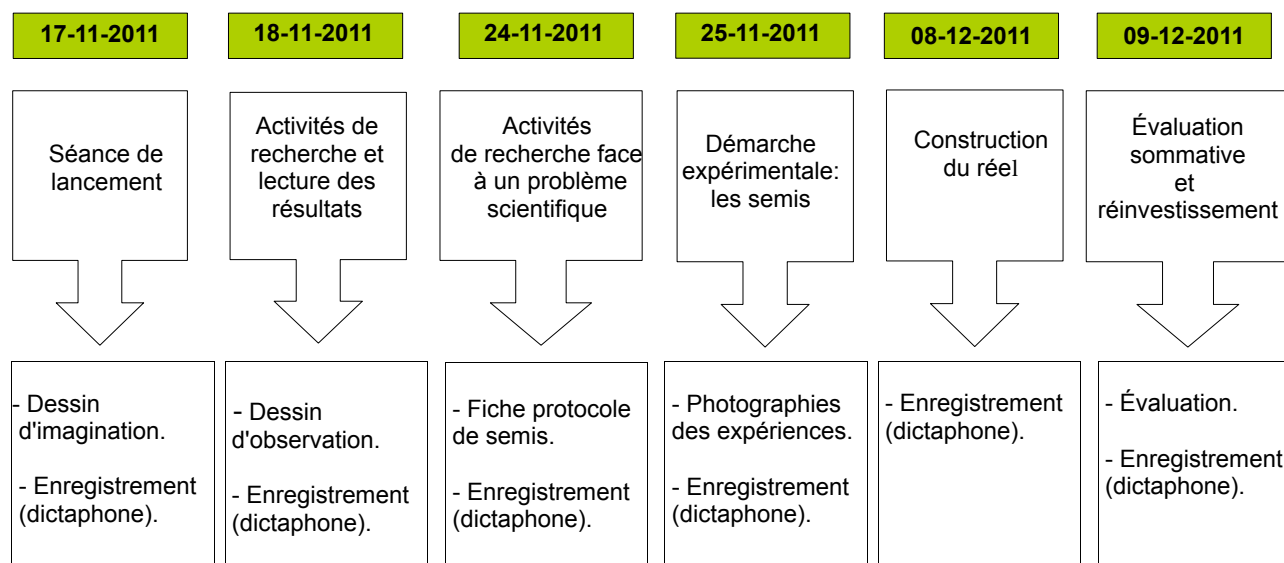 17-11-2011
18-11-2011
24-11-2011
25-11-2011
08-12-2011
09-12-2011
Séance de
lancement
Activités de
recherche et
lecture des
résultats
Activités
de recherche face
à un problème
scientifique
Démarche
expérimentale:
les semis
Construction
du réel
Évaluation
sommative
et
réinvestissement
- Dessin
d'imagination.
- Enregistrement
(dictaphone).
- Dessin
d'observation.
- Enregistrement
(dictaphone).
- Fiche protocole
de semis.
- Enregistrement
(dictaphone).
- Photographies
des expériences.
- Enregistrement
(dictaphone).
- Enregistrement
(dictaphone).
- Évaluation.
- Enregistrement
(dictaphone).